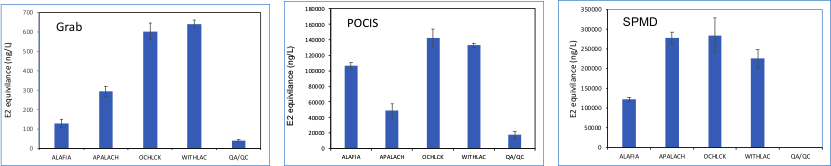 Grab
E2 equivilance (ng/L)
700
600
500
400
300
200
100
0
ALAFIA APALACH OCHLCK WITHLAC QA/QC
POCIS
E2 equivillance (ng/L)
180000
160000
140000
120000
100000
80000
60000
40000
20000
0
ALAFIA APALACH OCHLCK WITHLAC QA/QC
SPMD
E2 equivillance (ng/L)
350000
300000
250000
200000
150000
100000
50000
0
ALAFIA APALACH OCHLCK WITHLAC QA/QC